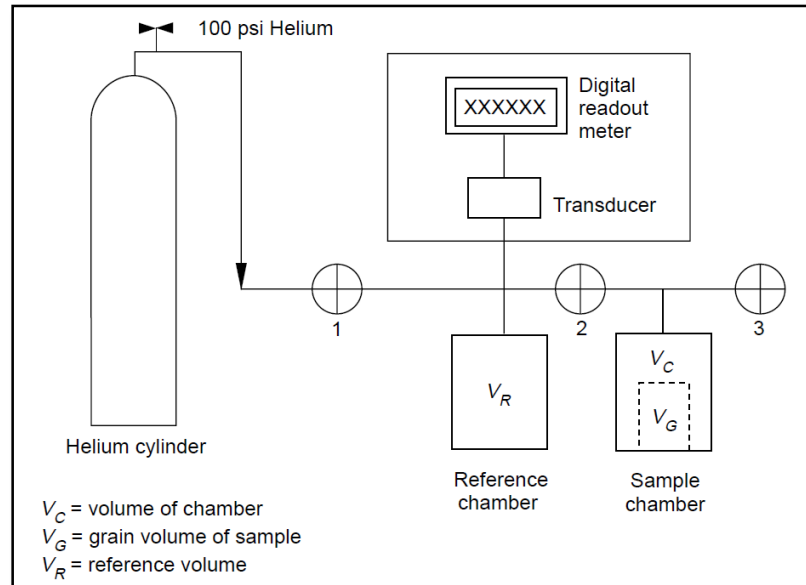 100 psi Helium
XXXXXX
Digital
readout
meter
Transducer
1
2
3
V_R
V_C
V_G
Helium cylinder
Reference
chamber
Sample
chamber
V_C = volume of chamber
V_G = grain volume of sample
V_R = reference volume